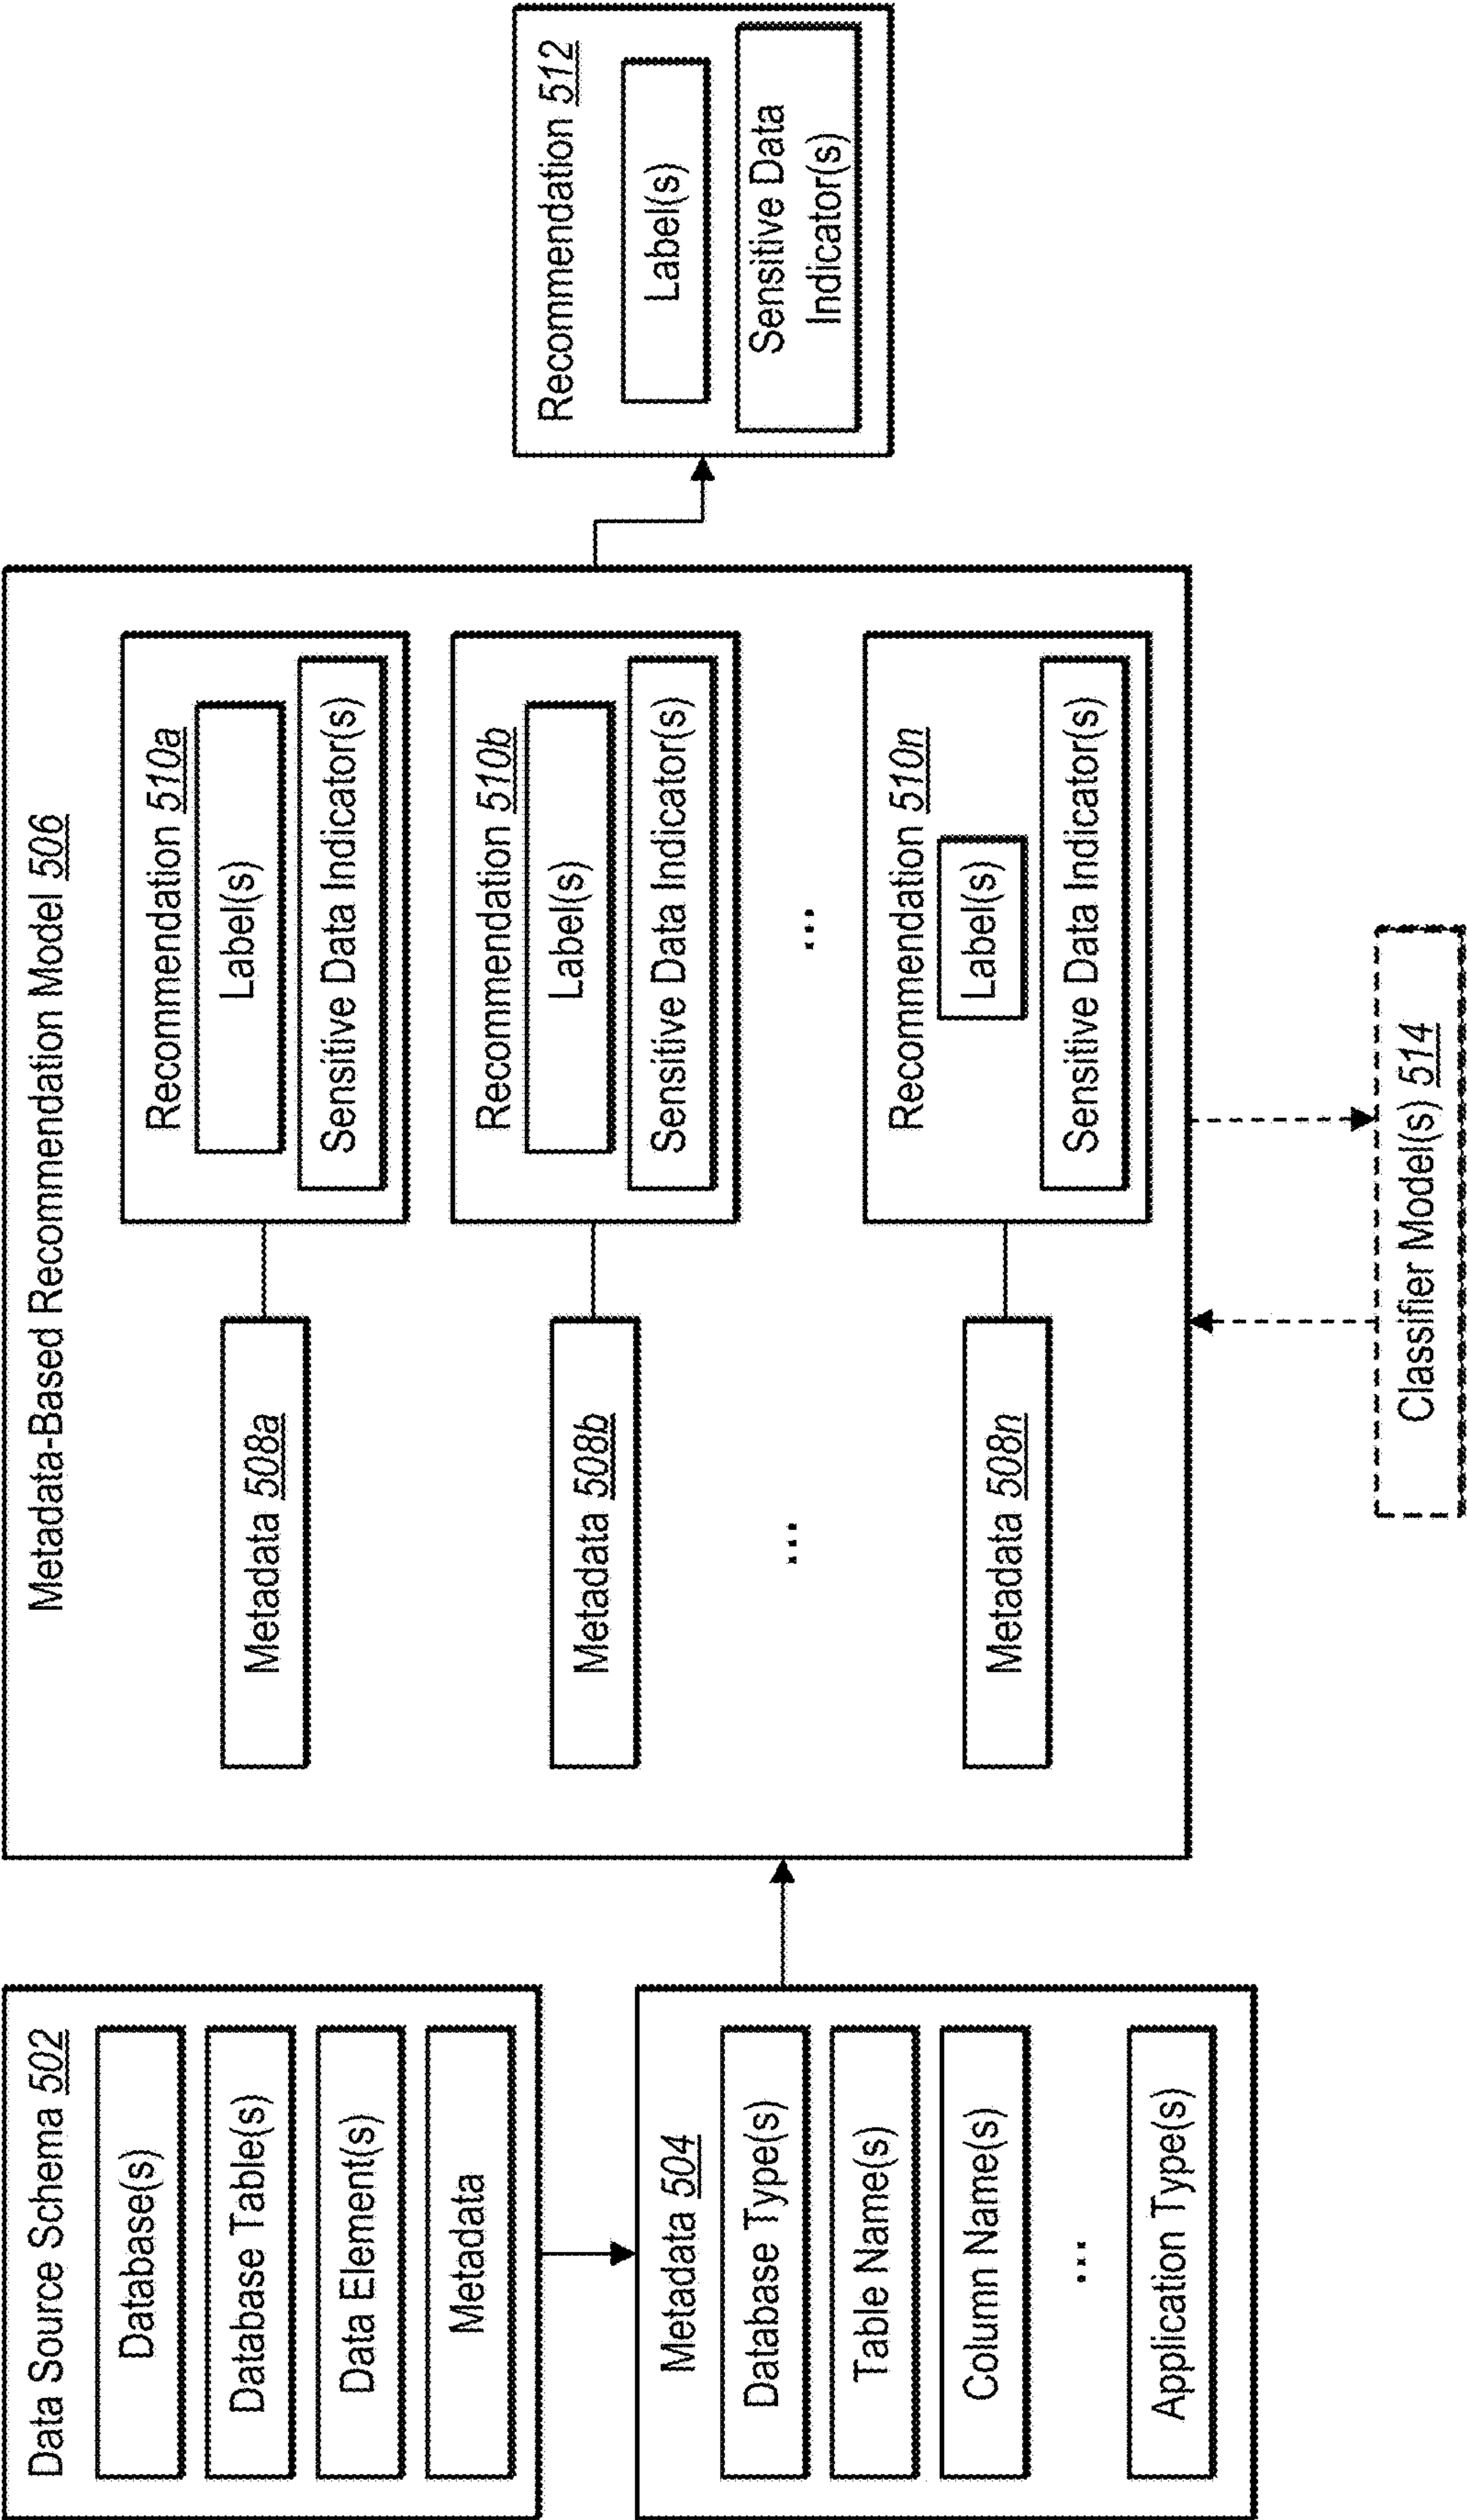 Data Source Schema 502
Database(s)
Database Table(s)
Data Element(s)
Metadata
Metadata 504
Database Type(s)
Table Name(s)
Column Name(s)
...
Application Type(s)
Metadata-Based Recommendation Model 506
Metadata 508a
Recommendation 510a
Label(s)
Sensitive Data Indicator(s)
Metadata 508b
Recommendation 510b
Label(s)
Sensitive Data Indicator(s)
...
...
Metadata 508n
Recommendation 510n
Label(s)
Sensitive Data Indicator(s)
Classifier Model(s) 514
Recommendation 512
Label(s)
Sensitive Data
Indicator(s)